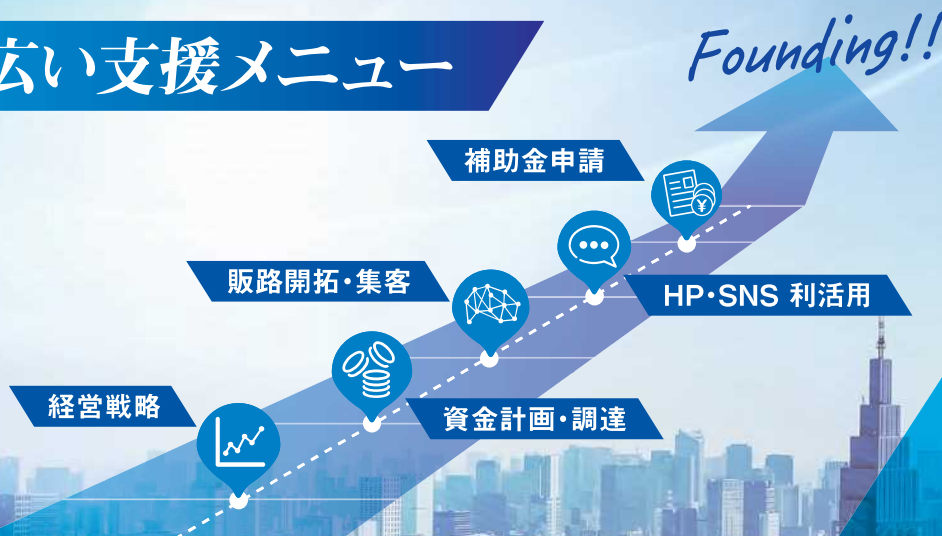 広い支援メニュー
Founding!!
補助金申請
販路開拓・集客
HP・SNS 利活用
経営戦略
資金計画・調達
¥